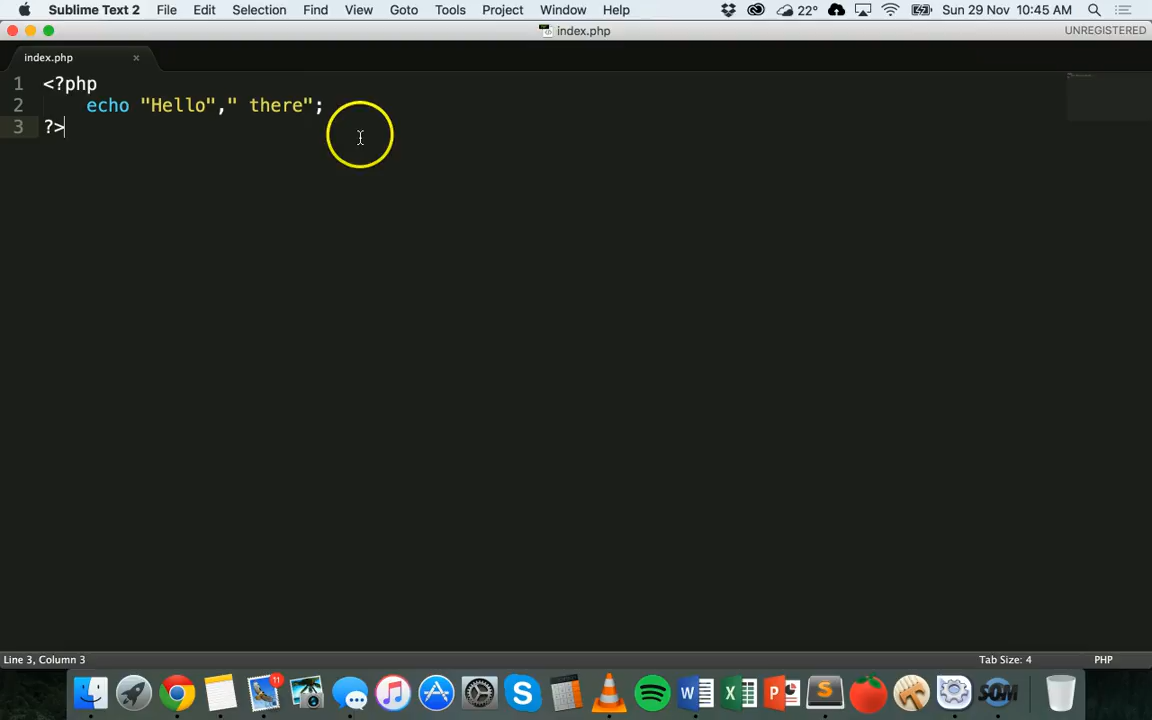 Sublime Text 2 File Edit Selection Find View Goto Tools Project Window Help 22° Sun 29 Nov 10:45 AM
index.php UNREGISTERED
index.php ×
1 <?php
2 echo "Hello"," there";
3 ?>
Line 3, Column 3 Tab Size: 4 PHP
11
W X P S SOM